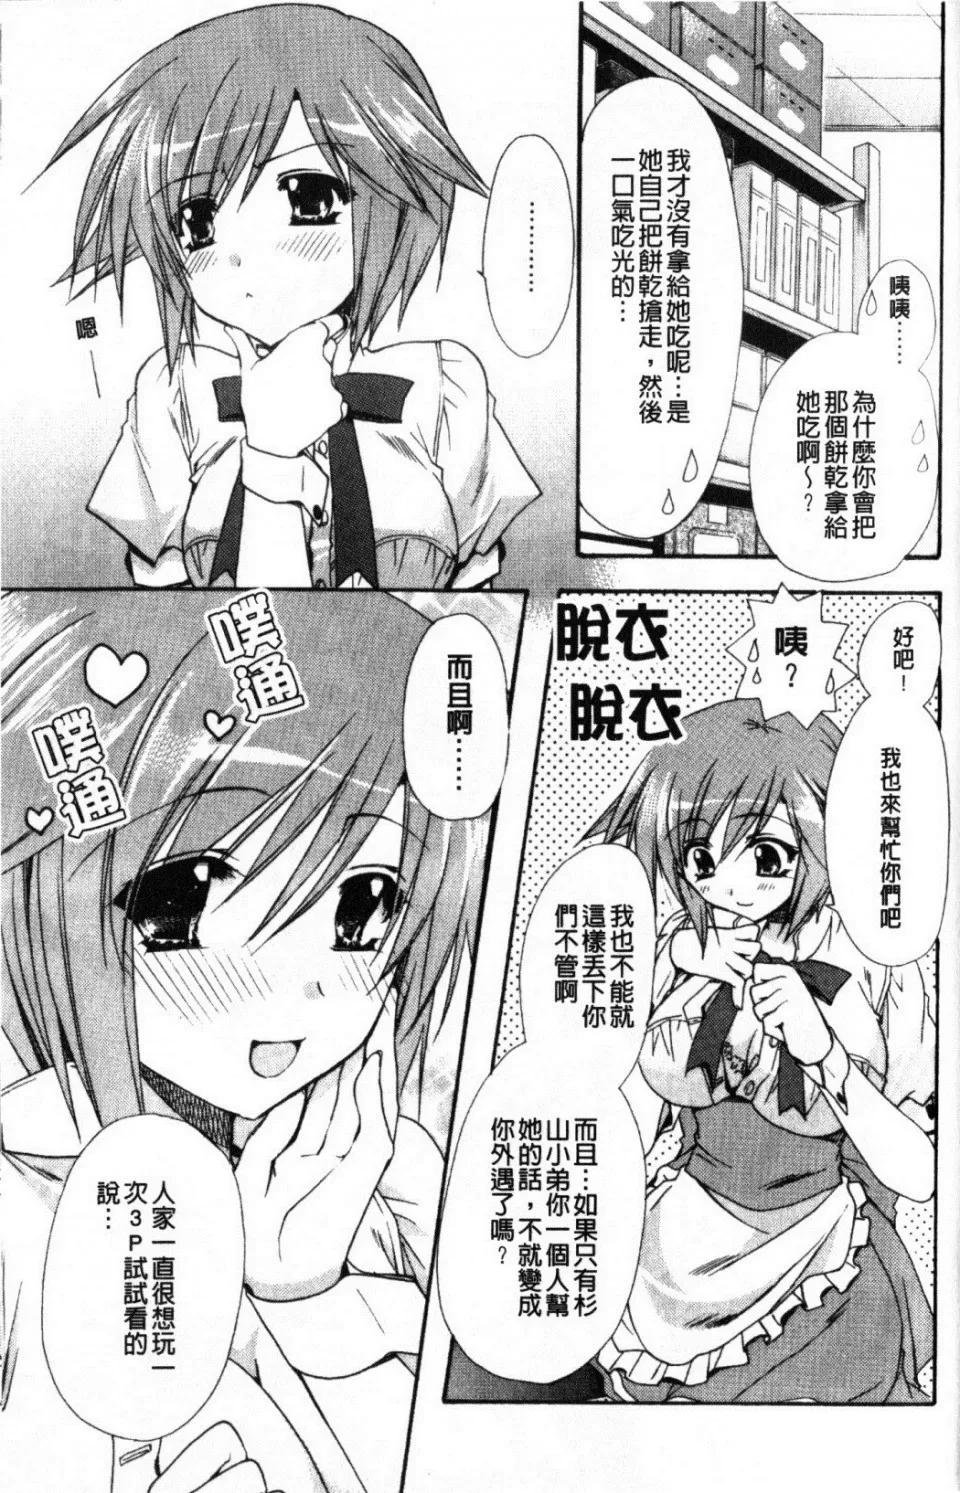 咦咦……
為什麼你會把
那個餅乾拿給
她吃啊～？
我才沒有拿給她吃呢…是
她自己把餅乾搶走，然後
一口氣吃光的…
…………
嗯
好吧！
我也來幫忙你們吧
咦？
脫衣
脫衣
我也不能就
這樣丟下你
們不管啊
而且…如果只有杉
山小弟你一個人幫
她的話，不就變成
你外遇了嗎？
而且啊……
噗通
噗通
人家一直很想玩一
次3P試試看的
說…